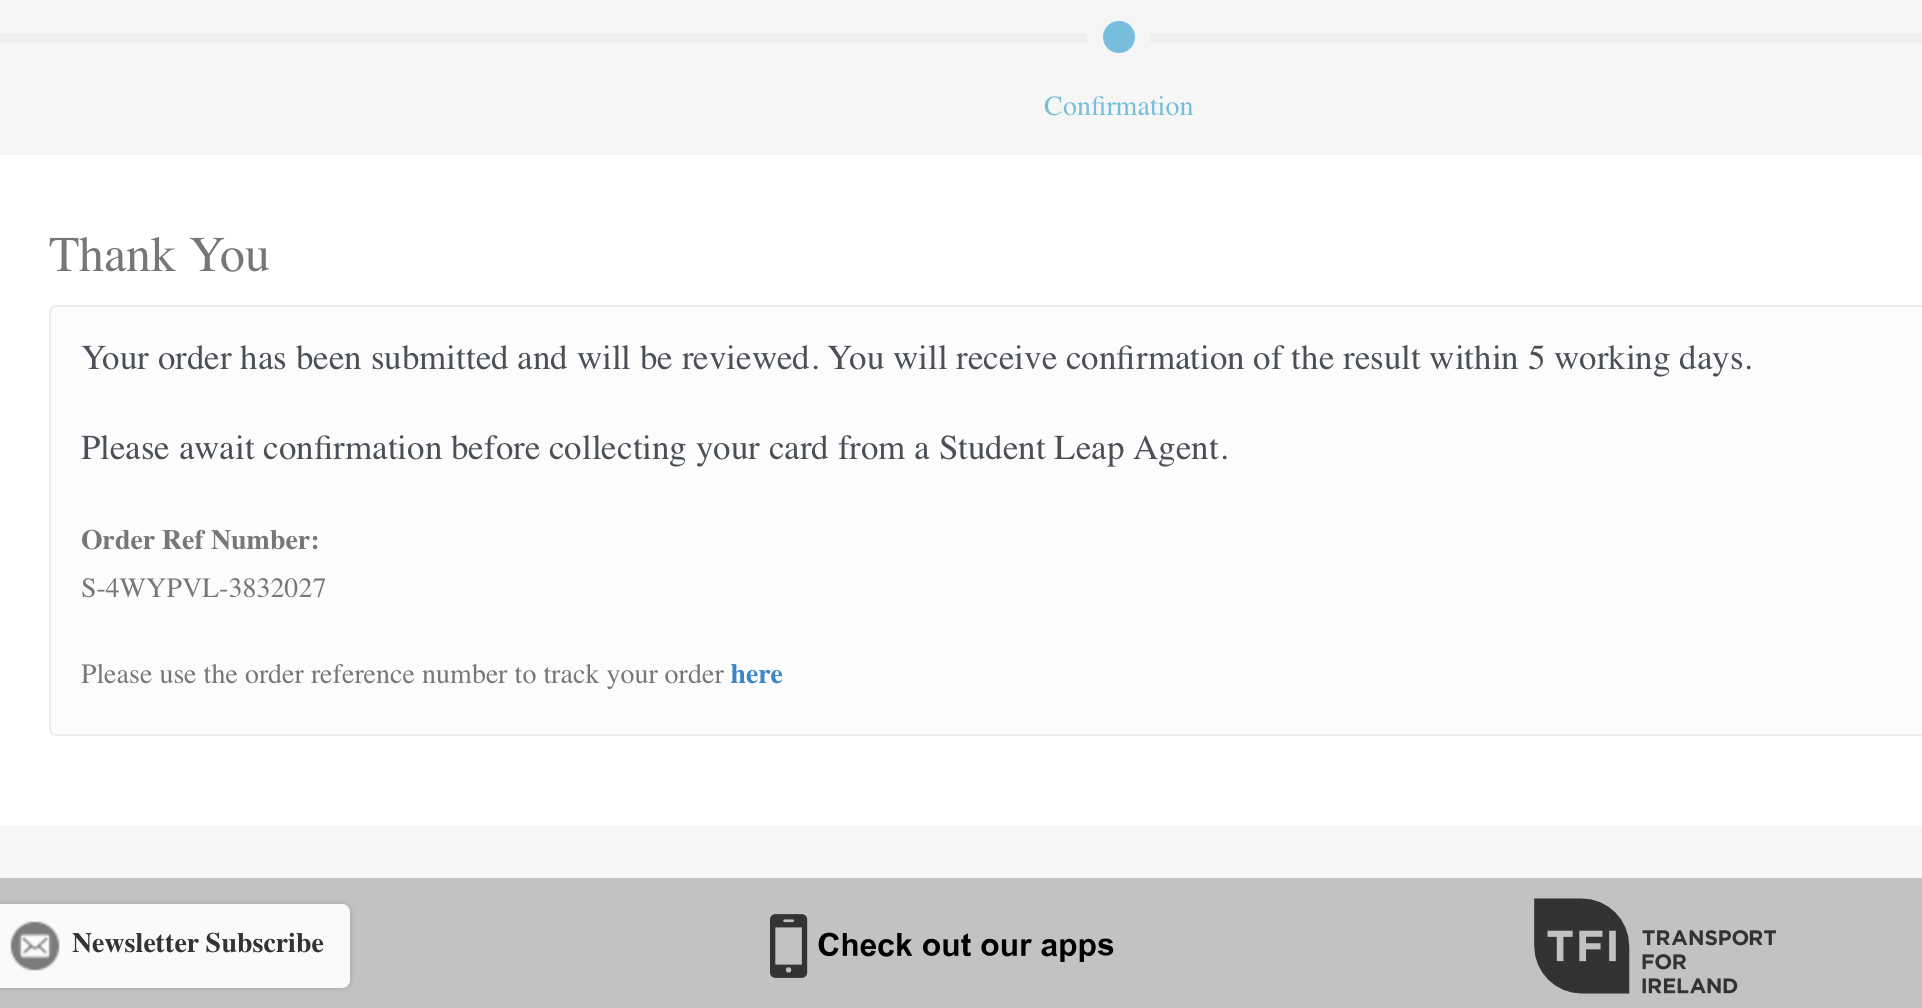 Confirmation
Thank You
Your order has been submitted and will be reviewed. You will receive confirmation of the result within 5 working days.
Please await confirmation before collecting your card from a Student Leap Agent.
Order Ref Number:
S-4WYPVL-3832027
Please use the order reference number to track your order here
Newsletter Subscribe
Check out our apps
TFI
TRANSPORT
FOR
IRELAND